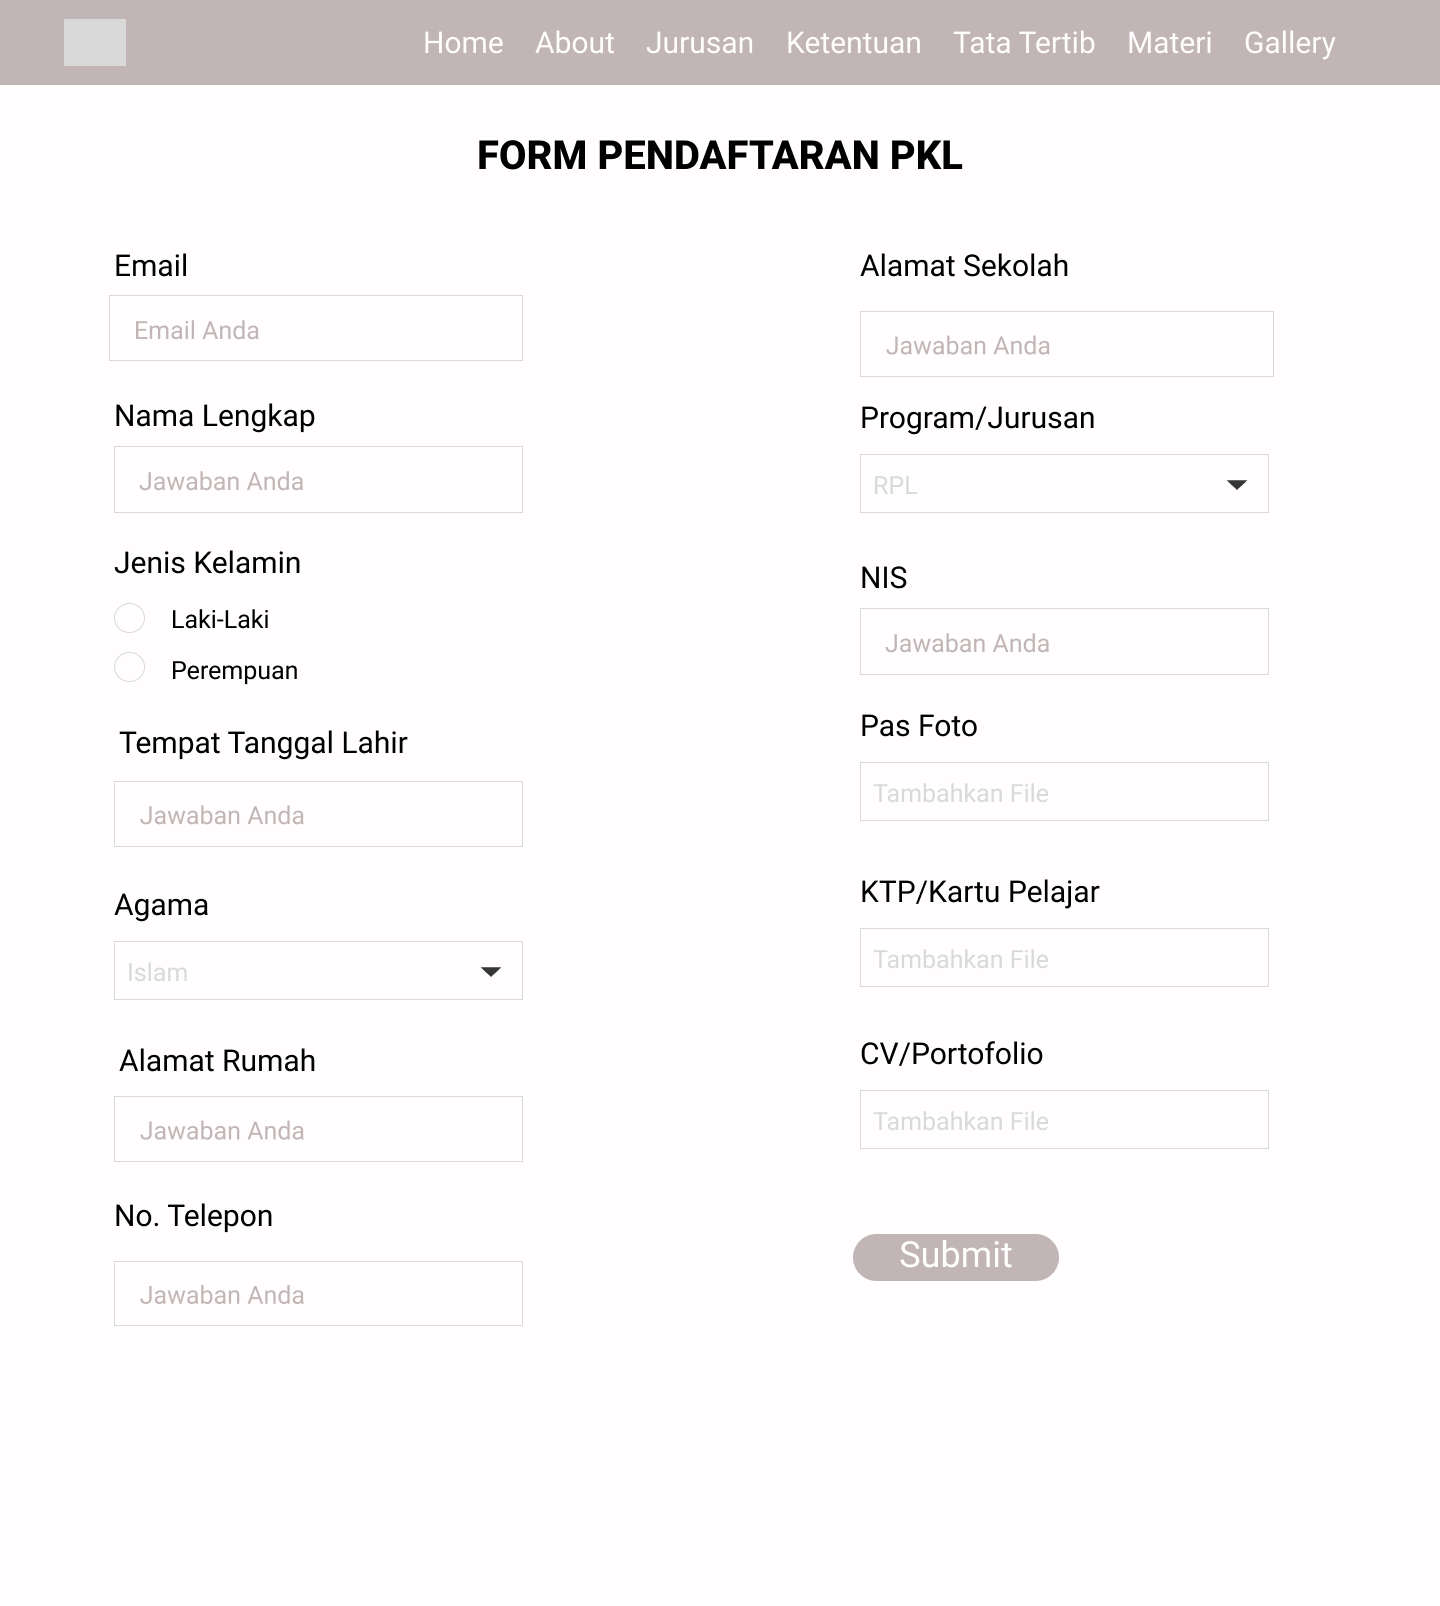 Home About Jurusan Ketentuan Tata Tertib Materi Gallery
FORM PENDAFTARAN PKL
Email
Email Anda
Nama Lengkap
Jawaban Anda
Jenis Kelamin
Laki-Laki
Perempuan
Tempat Tanggal Lahir
Jawaban Anda
Agama
Islam
Alamat Rumah
Jawaban Anda
No. Telepon
Jawaban Anda
Alamat Sekolah
Jawaban Anda
Program/Jurusan
RPL
NIS
Jawaban Anda
Pas Foto
Tambahkan File
KTP/Kartu Pelajar
Tambahkan File
CV/Portofolio
Tambahkan File
Submit